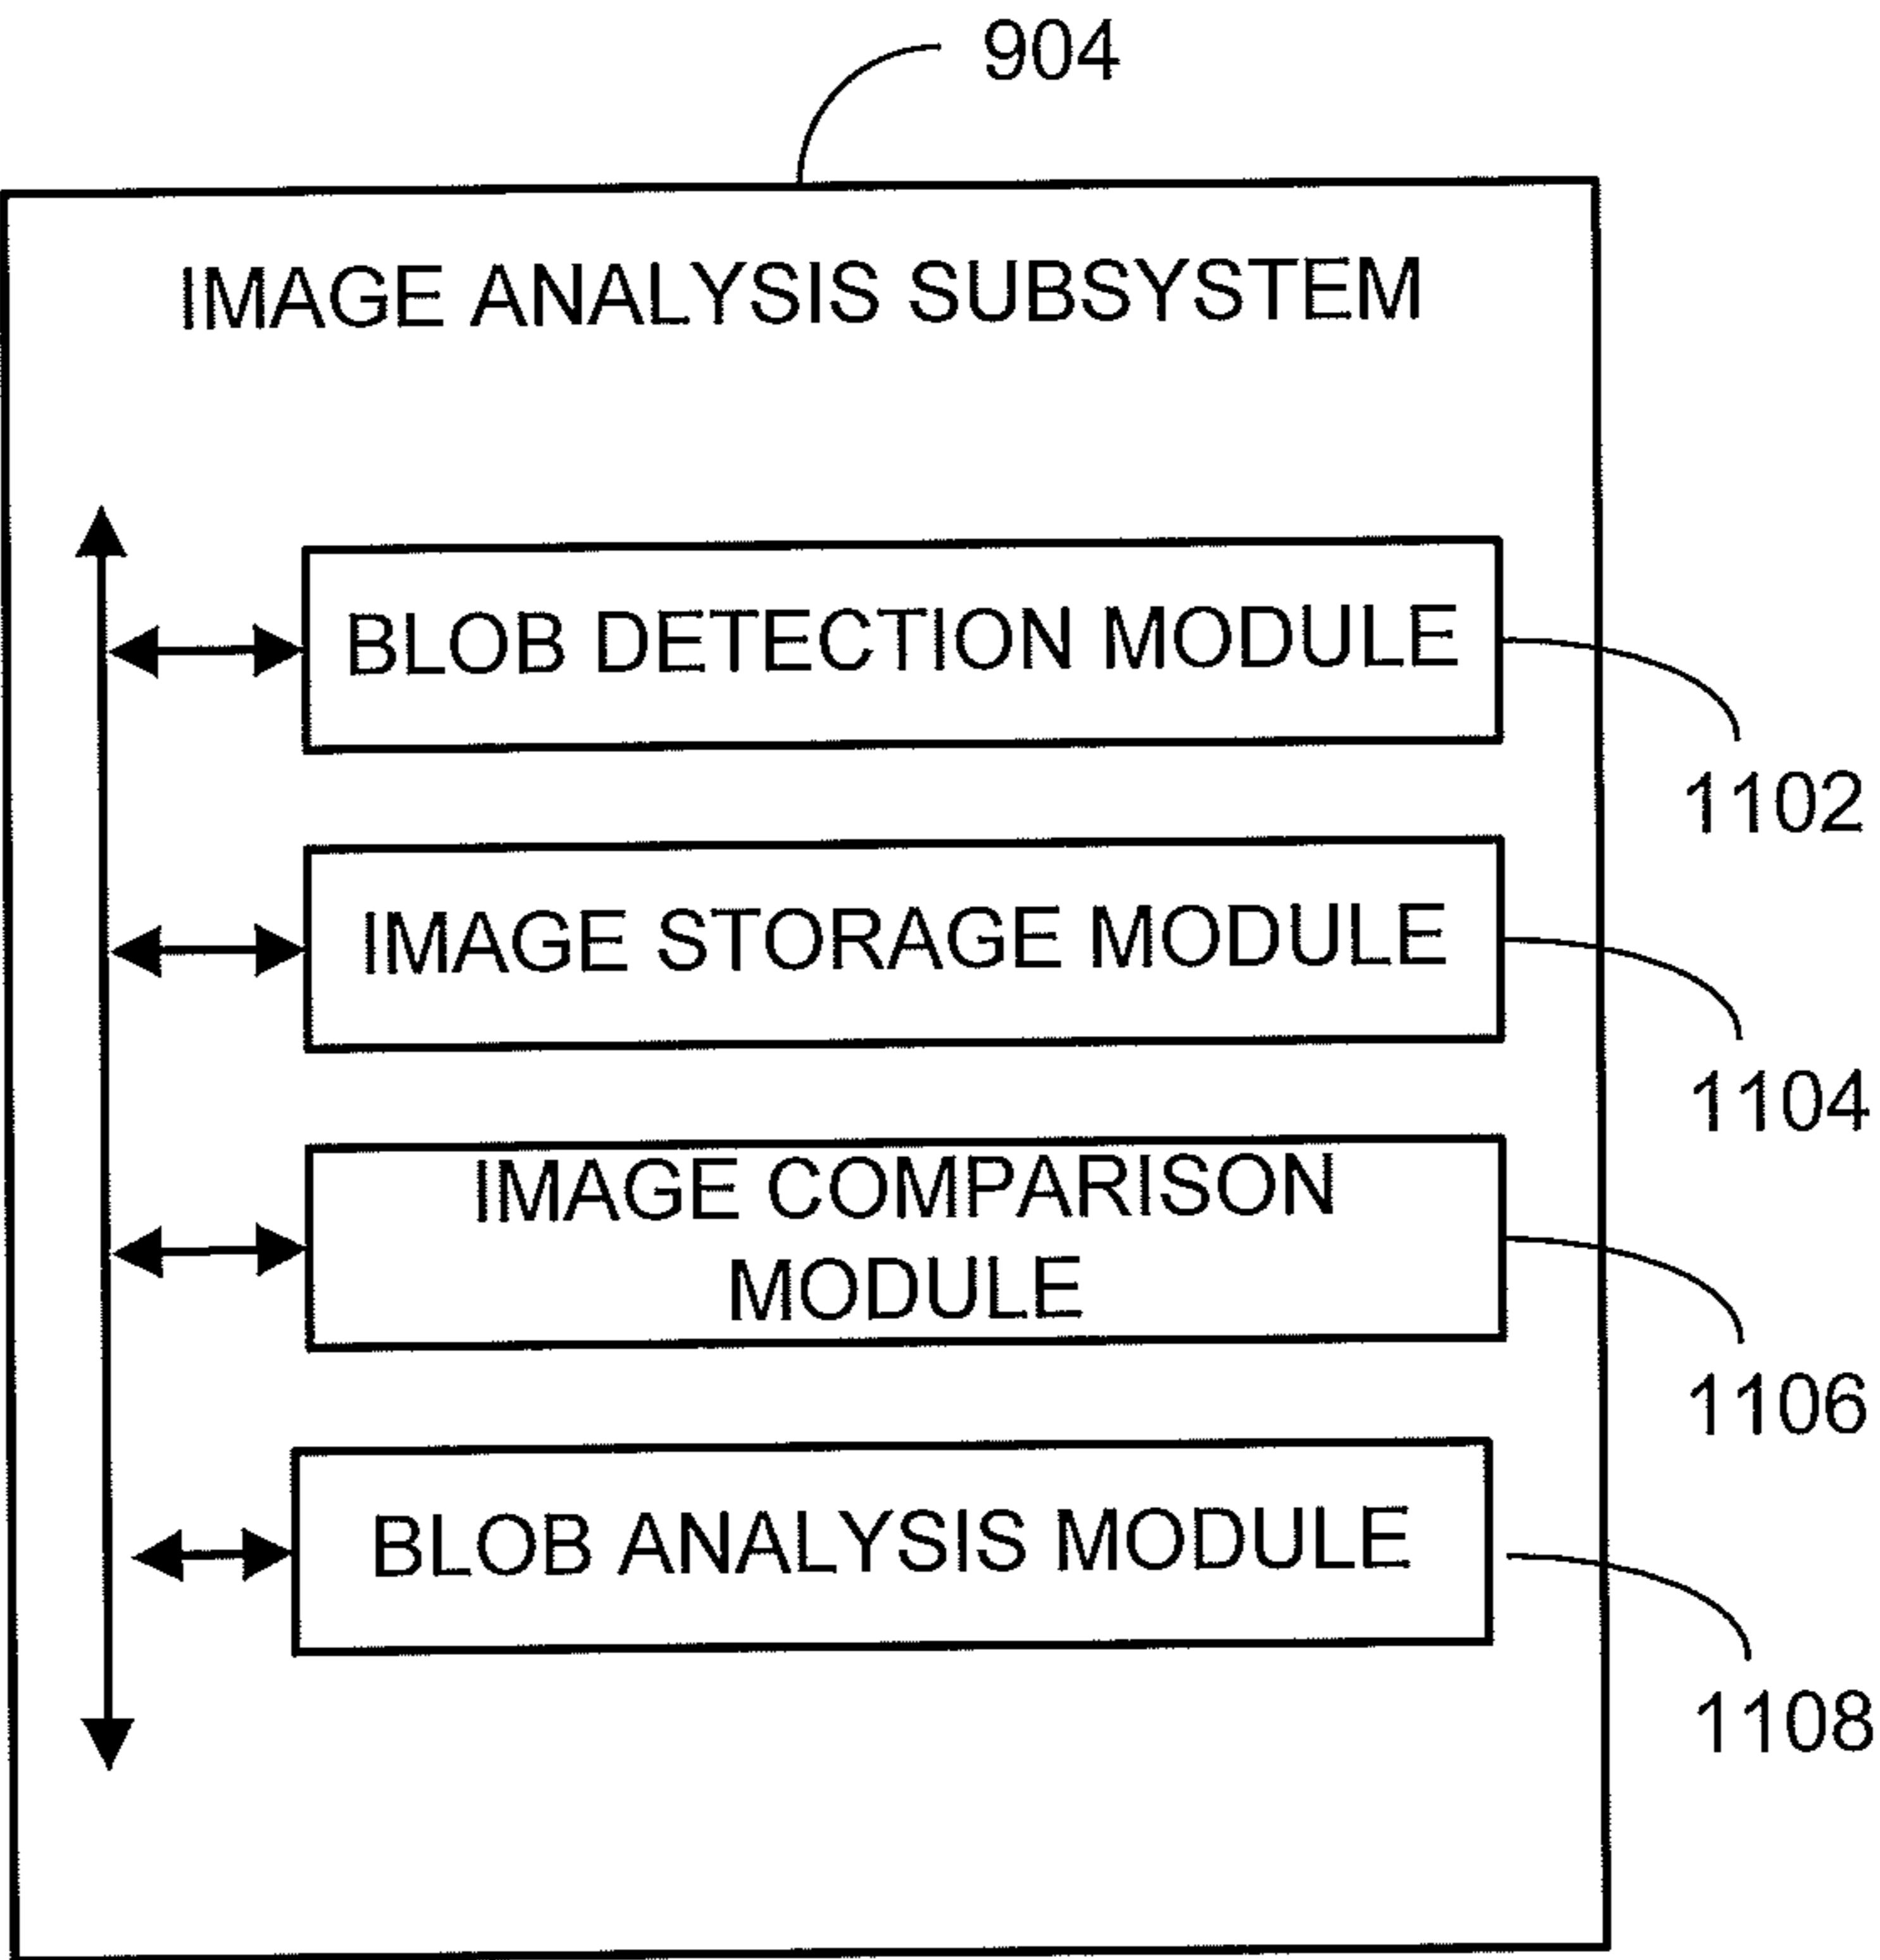 904
IMAGE ANALYSIS SUBSYSTEM
BLOB DETECTION MODULE
1102
IMAGE STORAGE MODULE
1104
IMAGE COMPARISON
MODULE
1106
BLOB ANALYSIS MODULE
1108